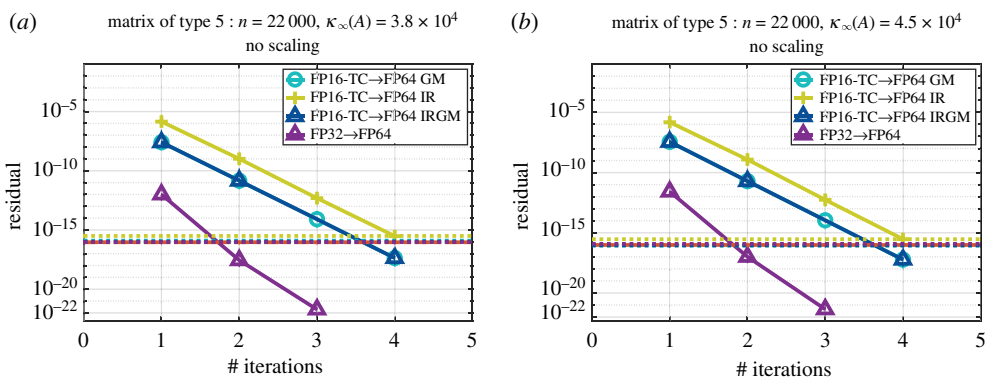 (a)
matrix of type 5 : n = 22 000, κ∞(A) = 3.8 × 10⁴
no scaling
FP16-TC→FP64 GM
FP16-TC→FP64 IR
FP16-TC→FP64 IRGM
FP32→FP64
residual
10⁻⁵
10⁻¹⁰
10⁻¹⁵
10⁻²⁰
10⁻²²
0 1 2 3 4 5
# iterations
(b)
matrix of type 5 : n = 22 000, κ∞(A) = 4.5 × 10⁴
no scaling
FP16-TC→FP64 GM
FP16-TC→FP64 IR
FP16-TC→FP64 IRGM
FP32→FP64
residual
10⁻⁵
10⁻¹⁰
10⁻¹⁵
10⁻²⁰
10⁻²²
0 1 2 3 4 5
# iterations